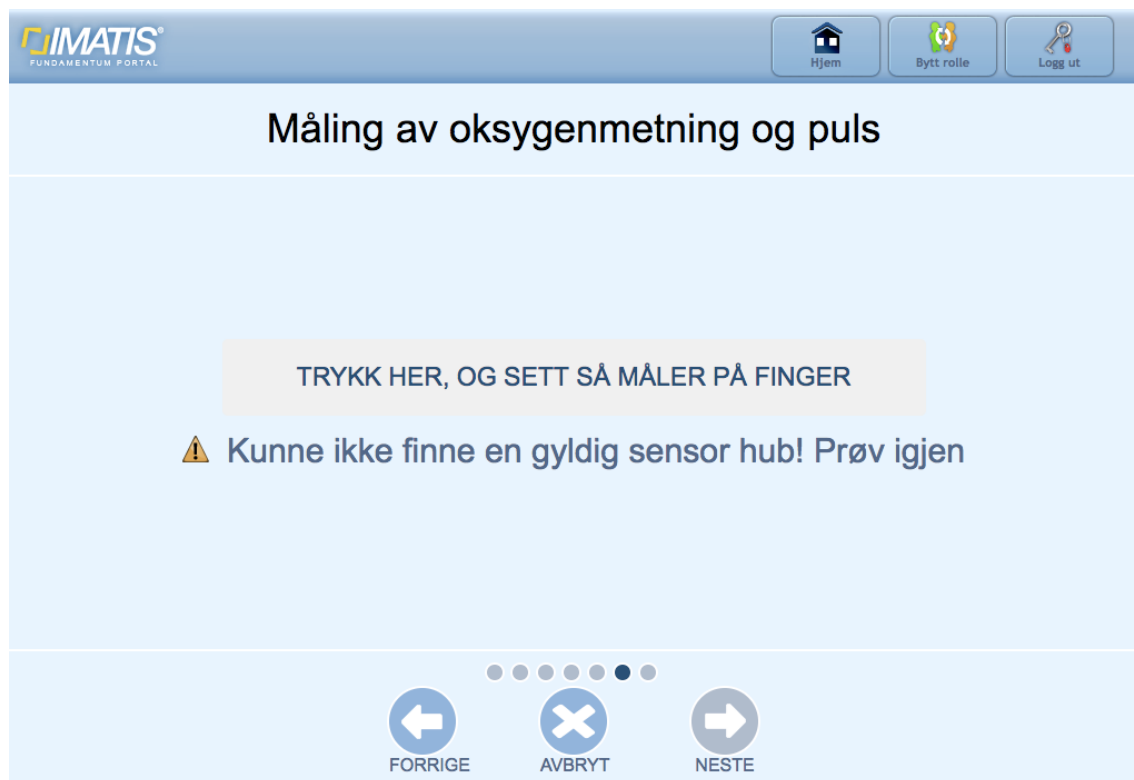 IMATIS®
FUNDAMENTUM PORTAL
Hjem
Bytt rolle
Logg ut
Måling av oksygenmetning og puls
TRYKK HER, OG SETT SÅ MÅLER PÅ FINGER
Kunne ikke finne en gyldig sensor hub! Prøv igjen
FORRIGE
AVBRYT
NESTE